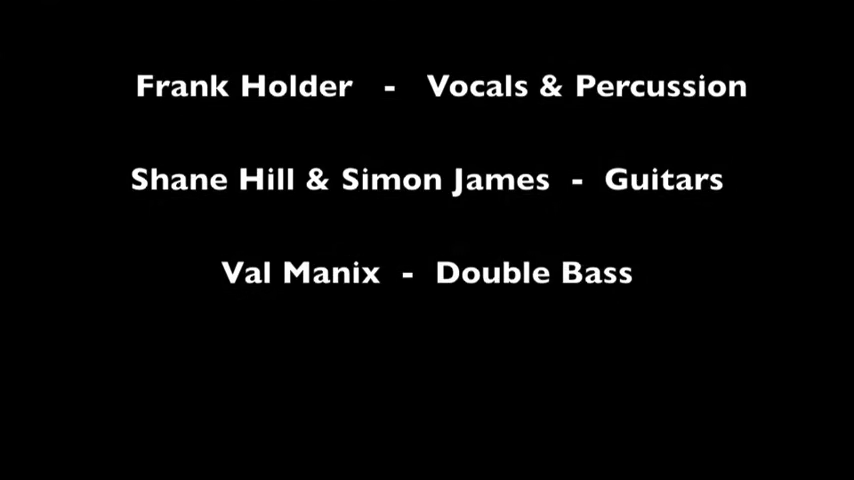 Frank Holder - Vocals & Percussion
Shane Hill & Simon James - Guitars
Val Manix - Double Bass